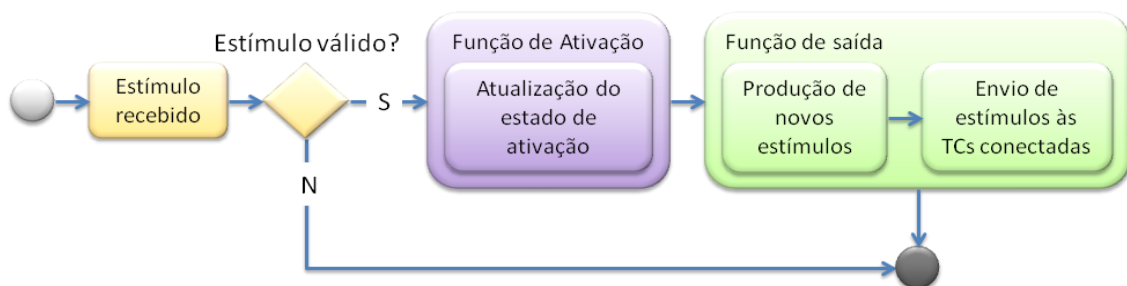 Estímulo recebido
Estímulo válido?
S
N
Função de Ativação
Atualização do
estado de
ativação
Função de saída
Produção de
novos
estímulos
Envio de
estímulos às
TCs conectadas